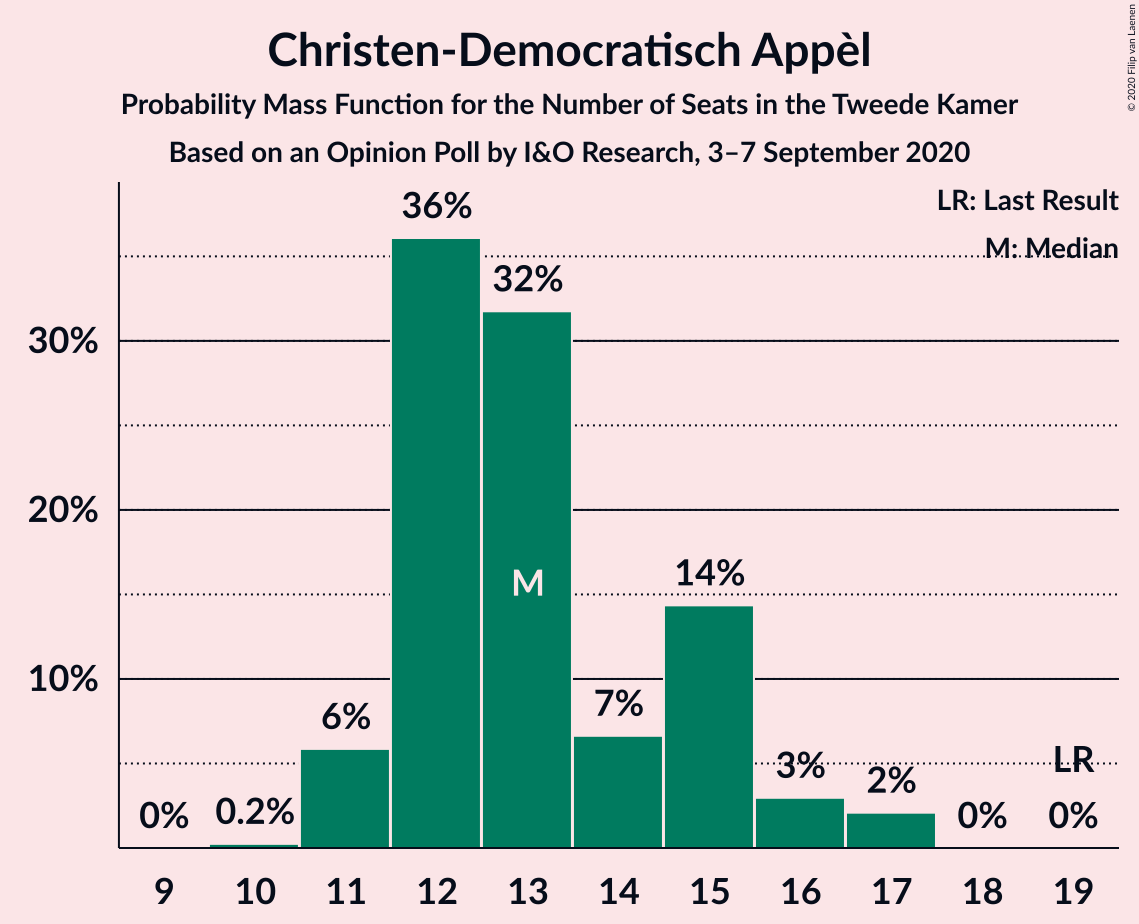 Christen-Democratisch Appèl
Probability Mass Function for the Number of Seats in the Tweede Kamer
Based on an Opinion Poll by I&O Research, 3–7 September 2020
© 2020 Filip van Laenen
LR: Last Result
M: Median
36%
32%
30%
20%
M
14%
10%
7%
6%
3%
2%
LR
0%
0.2%
0%
0%
9 10 11 12 13 14 15 16 17 18 19